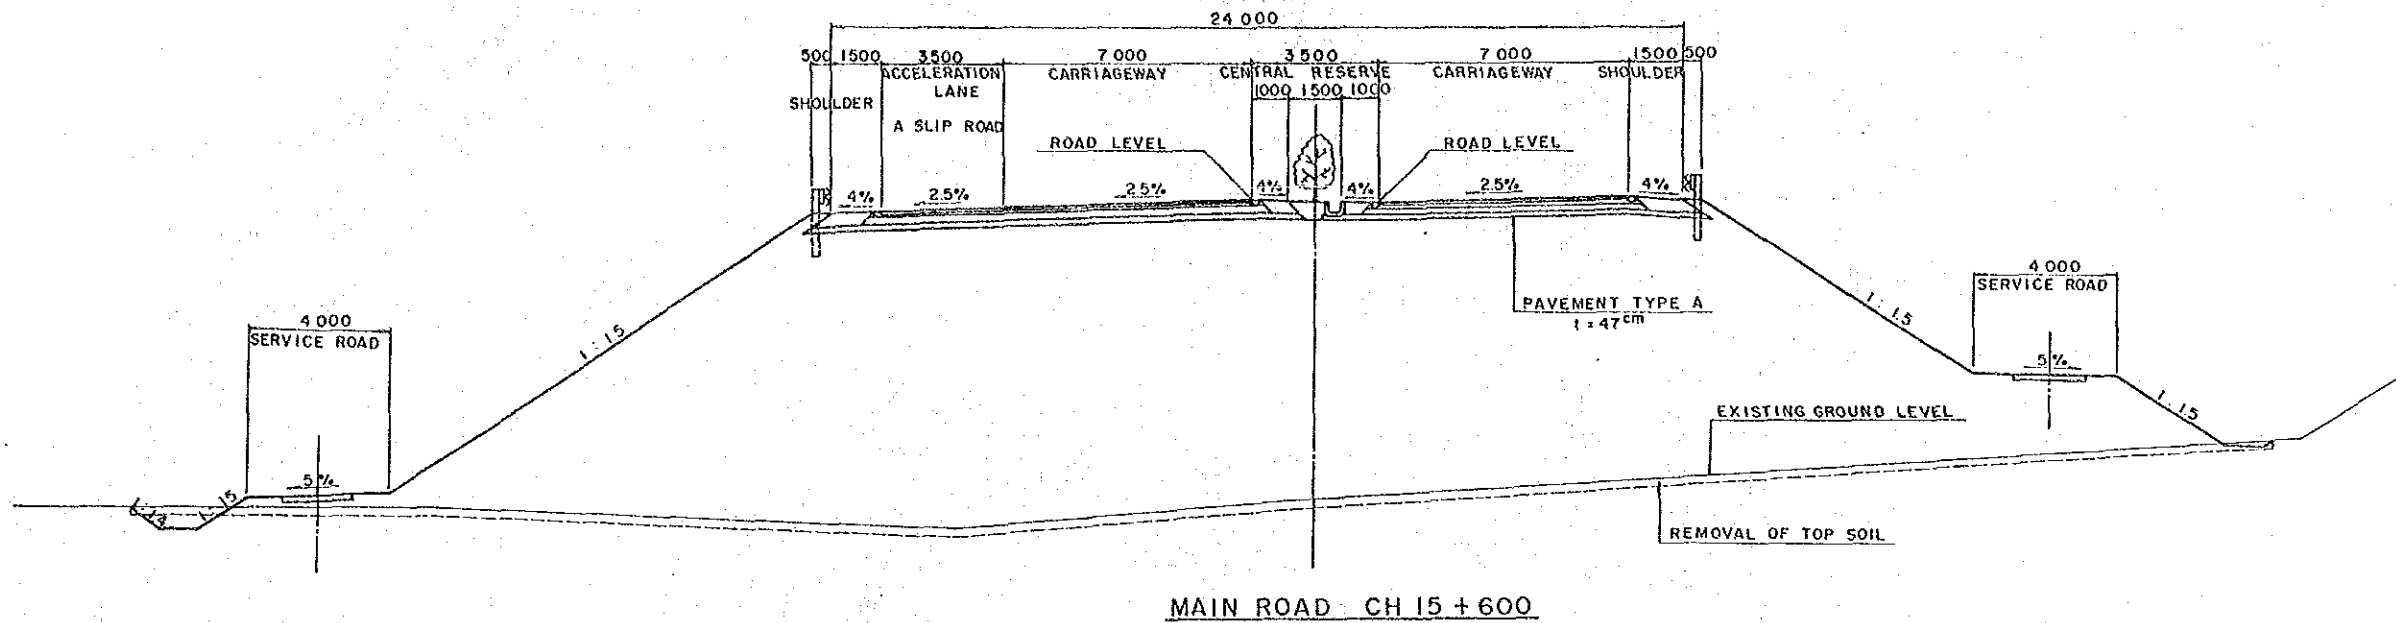 24 000
500 1500 3500 7 000 3 500 7 000 1500 500
ACCELERATION LANE CARRIAGEWAY CENTRAL RESERVE CARRIAGEWAY SHOULDER
1000 1500 1000
SHOULDER
A SLIP ROAD
ROAD LEVEL ROAD LEVEL
4% 2.5% 2.5% 4% 4% 2.5% 4%
4 000
SERVICE ROAD
PAVEMENT TYPE A
t = 47cm
1 : 1.5
4 000
SERVICE ROAD
1 : 1.5
5%
1 : 1.5
EXISTING GROUND LEVEL
5%
1 : 1.5
REMOVAL OF TOP SOIL
MAIN ROAD CH 15 + 600